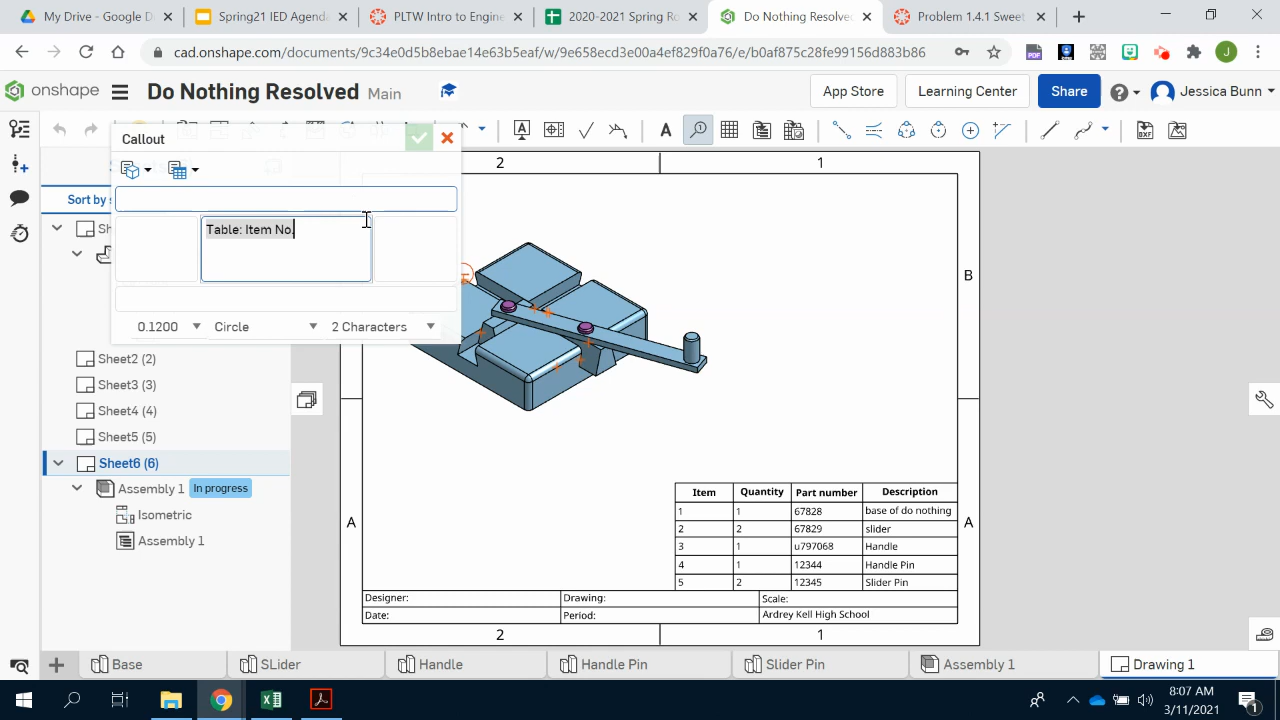 My Drive - Google D
Spring21 IED Agenda
PLTW Intro to Engine
2020-2021 Spring Ro
Do Nothing Resolved
Problem 1.4.1 Sweet
cad.onshape.com/documents/9c34e0d5b8ebae14e63b5eaf/w/9e658ecd3e00a4ef829f0a76/e/b0af875c28fe99156d883b86
PDF
J
onshape
Do Nothing Resolved Main
App Store
Learning Center
Share
Jessica Bunn
Callout
DXF
Sort by s
Table: Item No.
0.1200
Circle
2 Characters
Sh
Sheet2 (2)
Sheet3 (3)
Sheet4 (4)
Sheet5 (5)
Sheet6 (6)
Assembly 1 In progress
Isometric
Assembly 1
2 1
B
A A
Item Quantity Part number Description
1 1 67828 base of do nothing
2 2 67829 slider
3 1 u797068 Handle
4 1 12344 Handle Pin
5 2 12345 Slider Pin
Designer: Drawing: Scale:
Date: Period: Ardrey Kell High School
2 1
Base
SLider
Handle
Handle Pin
Slider Pin
Assembly 1
Drawing 1
8:07 AM
3/11/2021
1